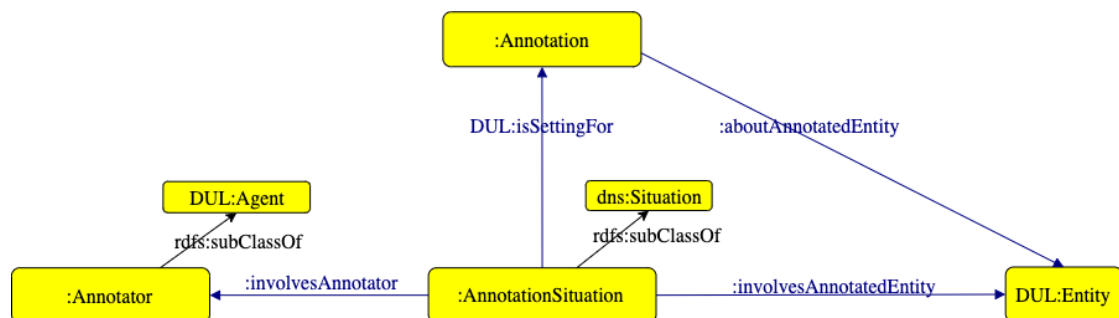 :Annotation
DUL:isSettingFor
:aboutAnnotatedEntity
DUL:Agent
dns:Situation
rdfs:subClassOf
rdfs:subClassOf
:Annotator
:involvesAnnotator
:AnnotationSituation
:involvesAnnotatedEntity
DUL:Entity